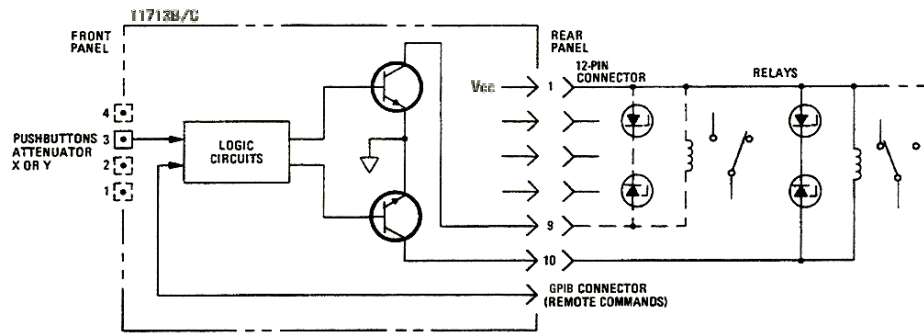 11713B/C
FRONT
PANEL
REAR
PANEL
12-PIN
CONNECTOR
RELAYS
Vcc
1
4
PUSHBUTTONS
ATTENUATOR
X OR Y
3
2
1
LOGIC
CIRCUITS
9
10
GPIB CONNECTOR
(REMOTE COMMANDS)